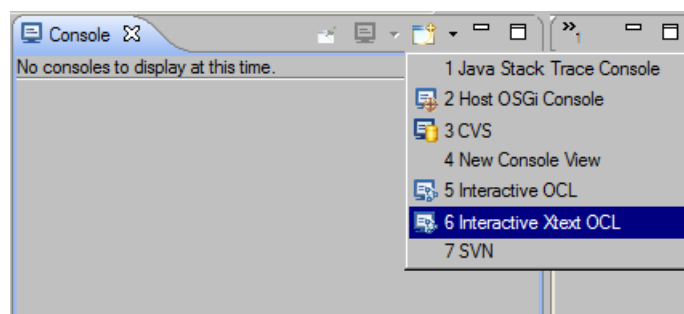 Console
»1
No consoles to display at this time.
1 Java Stack Trace Console
2 Host OSGi Console
3 CVS
4 New Console View
5 Interactive OCL
6 Interactive Xtext OCL
7 SVN